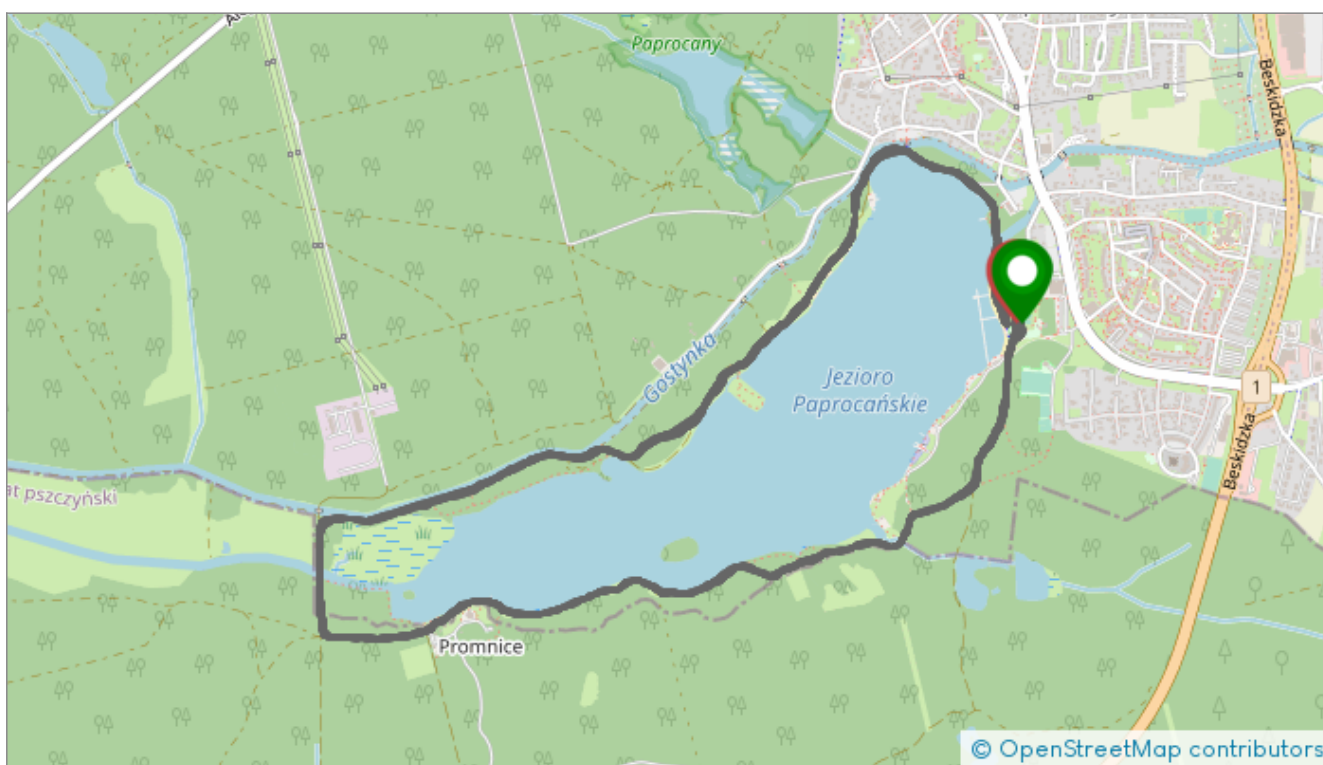 Paprocany
Beskidzka
Gostynka
Jezioro
Paprocańskie
1
Beskidzka
at pszczyński
Promnice
© OpenStreetMap contributors